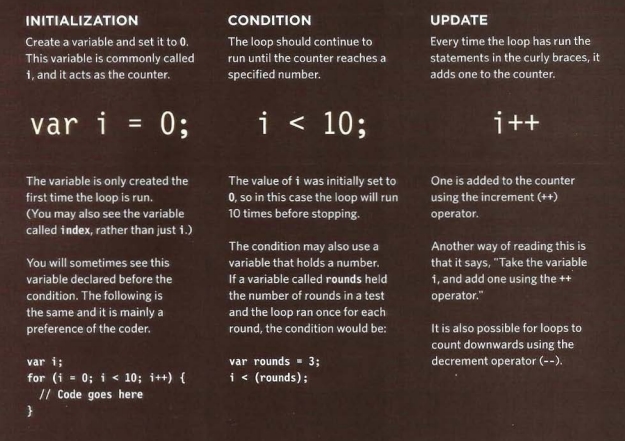 INITIALIZATION
Create a variable and set it to 0.
This variable is commonly called
i, and it acts as the counter.
var i = 0;
The variable is only created the
first time the loop is run.
(You may also see the variable
called index, rather than just i.)
You will sometimes see this
variable declared before the
condition. The following is
the same and it is mainly a
preference of the coder.
var i;
for (i = 0; i < 10; i++) {
// Code goes here
}
CONDITION
The loop should continue to
run until the counter reaches a
specified number.
i < 10;
The value of i was initially set to
0, so in this case the loop will run
10 times before stopping.
The condition may also use a
variable that holds a number.
If a variable called rounds held
the number of rounds in a test
and the loop ran once for each
round, the condition would be:
var rounds = 3;
i < (rounds);
UPDATE
Every time the loop has run the
statements in the curly braces, it
adds one to the counter.
i++
One is added to the counter
using the increment (++)
operator.
Another way of reading this is
that it says, "Take the variable
i, and add one using the ++
operator."
It is also possible for loops to
count downwards using the
decrement operator (--).